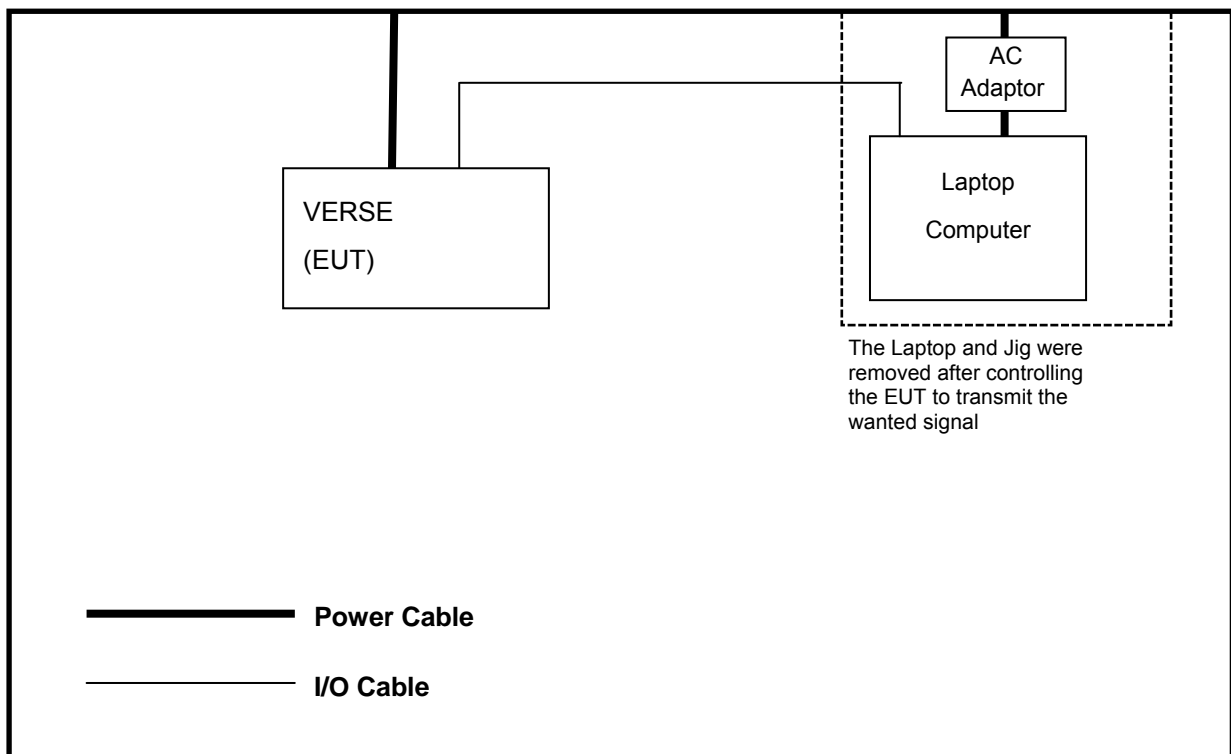 AC
Adaptor
Laptop
Computer
VERSE
(EUT)
The Laptop and Jig were
removed after controlling
the EUT to transmit the
wanted signal
Power Cable
I/O Cable